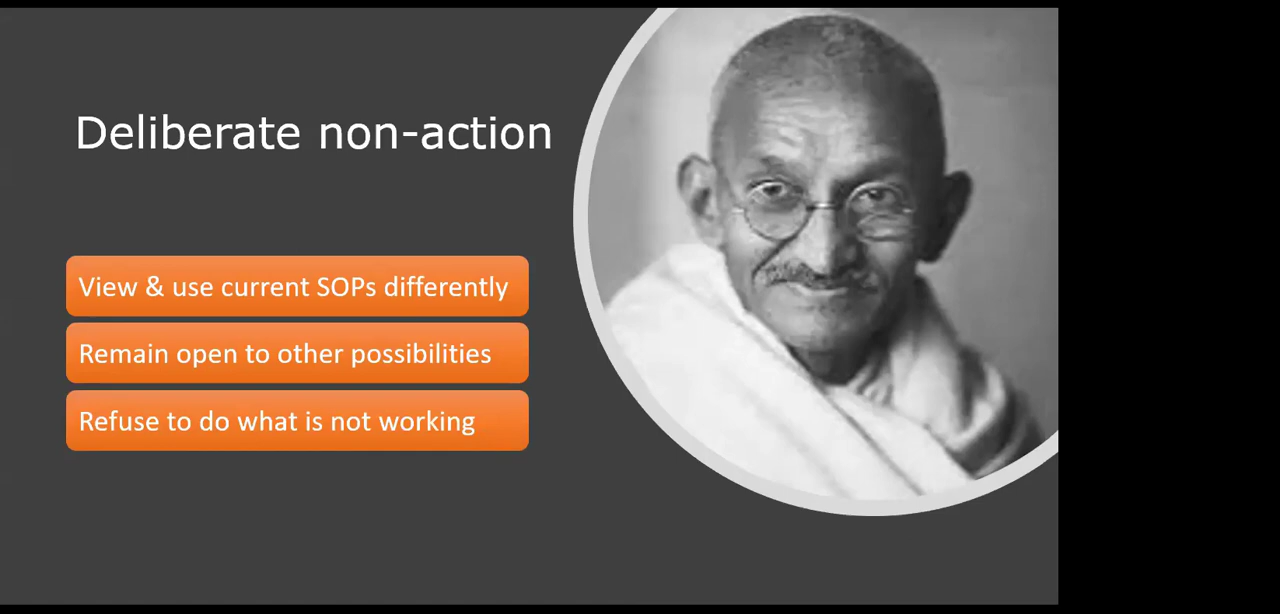 Deliberate non-action
View & use current SOPs differently
Remain open to other possibilities
Refuse to do what is not working